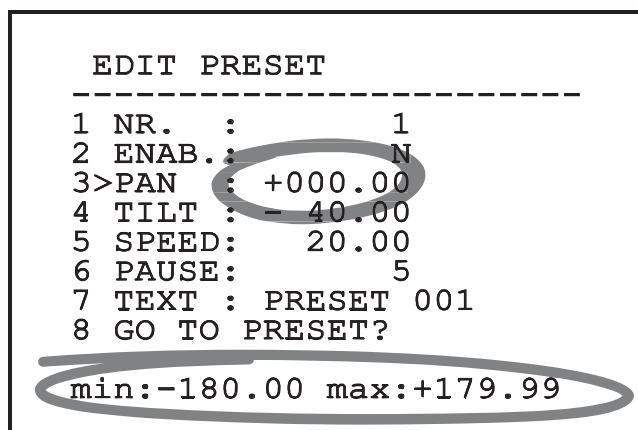 EDIT PRESET
-------------------------
1 NR.   :         1
2 ENAB.:         N
3>PAN  : +000.00
4 TILT : - 40.00
5 SPEED:   20.00
6 PAUSE:        5
7 TEXT : PRESET 001
8 GO TO PRESET?
min:-180.00 max:+179.99